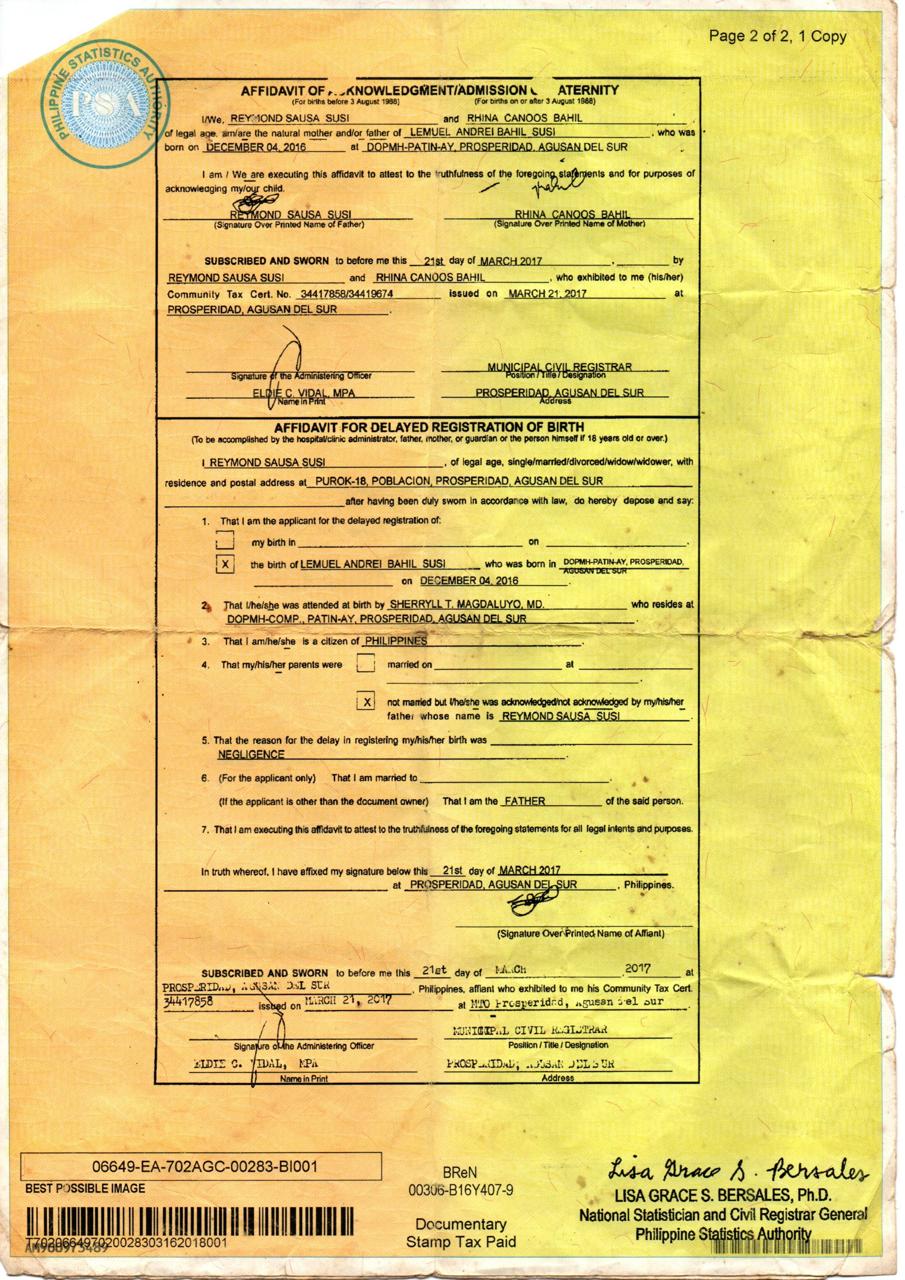 Page 2 of 2, 1 Copy
PHILIPPINE STATISTICS AUTHORITY
PSA
AFFIDAVIT OF A KNOWLEDGMENT/ADMISSION ATERNITY
(For births before 3 August 1988) (For births on or after 3 August 1988)
I/We, REYMOND SAUSA SUSI and RHINA CANOOS BAHIL ,
of legal age, am/are the natural mother and/or father of LEMUEL ANDREI BAHIL SUSI , who was
born on DECEMBER 04, 2016 at DOPMH-PATIN-AY, PROSPERIDAD, AGUSAN DEL SUR
I am / We are executing this affidavit to attest to the truthfulness of the foregoing statements and for purposes of
acknowledging my/our child.
REYMOND SAUSA SUSI RHINA CANOOS BAHIL
(Signature Over Printed Name of Father) (Signature Over Printed Name of Mother)
SUBSCRIBED AND SWORN to before me this 21st day of MARCH 2017 , by
REYMOND SAUSA SUSI and RHINA CANOOS BAHIL , who exhibited to me (his/her)
Community Tax Cert. No. 34417858/34419674 issued on MARCH 21, 2017 at
PROSPERIDAD, AGUSAN DEL SUR .
MUNICIPAL CIVIL REGISTRAR
Signature of the Administering Officer Position / Title / Designation
ELDIE C. VIDAL, MPA PROSPERIDAD, AGUSAN DEL SUR
Name in Print Address
AFFIDAVIT FOR DELAYED REGISTRATION OF BIRTH
(To be accomplished by the hospital/clinic administrator, father, mother, or guardian or the person himself if 18 years old or over.)
I REYMOND SAUSA SUSI , of legal age, single/married/divorced/widow/widower, with
residence and postal address at PUROK-18, POBLACION, PROSPERIDAD, AGUSAN DEL SUR
after having been duly sworn in accordance with law, do hereby depose and say:
1. That I am the applicant for the delayed registration of:
my birth in on .
X the birth of LEMUEL ANDREI BAHIL SUSI who was born in DOPMH-PATIN-AY, PROSPERIDAD,
AGUSAN DEL SUR
on DECEMBER 04, 2016 .
2. That I/he/she was attended at birth by SHERRYLL T. MAGDALUYO, MD. who resides at
DOPMH-COMP., PATIN-AY, PROSPERIDAD, AGUSAN DEL SUR .
3. That I am/he/she is a citizen of PHILIPPINES .
4. That my/his/her parents were married on at
.
X not married but I/he/she was acknowledged/not acknowledged by my/his/her
father whose name is REYMOND SAUSA SUSI .
5. That the reason for the delay in registering my/his/her birth was
NEGLIGENCE .
6. (For the applicant only) That I am married to .
(If the applicant is other than the document owner) That I am the FATHER of the said person.
7. That I am executing this affidavit to attest to the truthfulness of the foregoing statements for all legal intents and purposes.
In truth whereof, I have affixed my signature below this 21st day of MARCH 2017
at PROSPERIDAD, AGUSAN DEL SUR , Philippines.
(Signature Over Printed Name of Affiant)
SUBSCRIBED AND SWORN to before me this 21st day of MARCH 2017 at
PROSPERIDAD, AGUSAN DEL SUR , Philippines, affiant who exhibited to me his Community Tax Cert.
34417858 issued on MARCH 21, 2017 at MTO Prosperidad, Agusan Del Sur
MUNICIPAL CIVIL REGISTRAR
Signature of the Administering Officer Position / Title / Designation
ELDIE C. VIDAL, MPA PROSPERIDAD, AGUSAN DEL SUR
Name in Print Address
06649-EA-702AGC-00283-BI001
BEST POSSIBLE IMAGE
BReN
00306-B16Y407-9
Documentary
Stamp Tax Paid
Lisa Grace S. Bersales
LISA GRACE S. BERSALES, Ph.D.
National Statistician and Civil Registrar General
Philippine Statistics Authority
T702066497020028303162018001